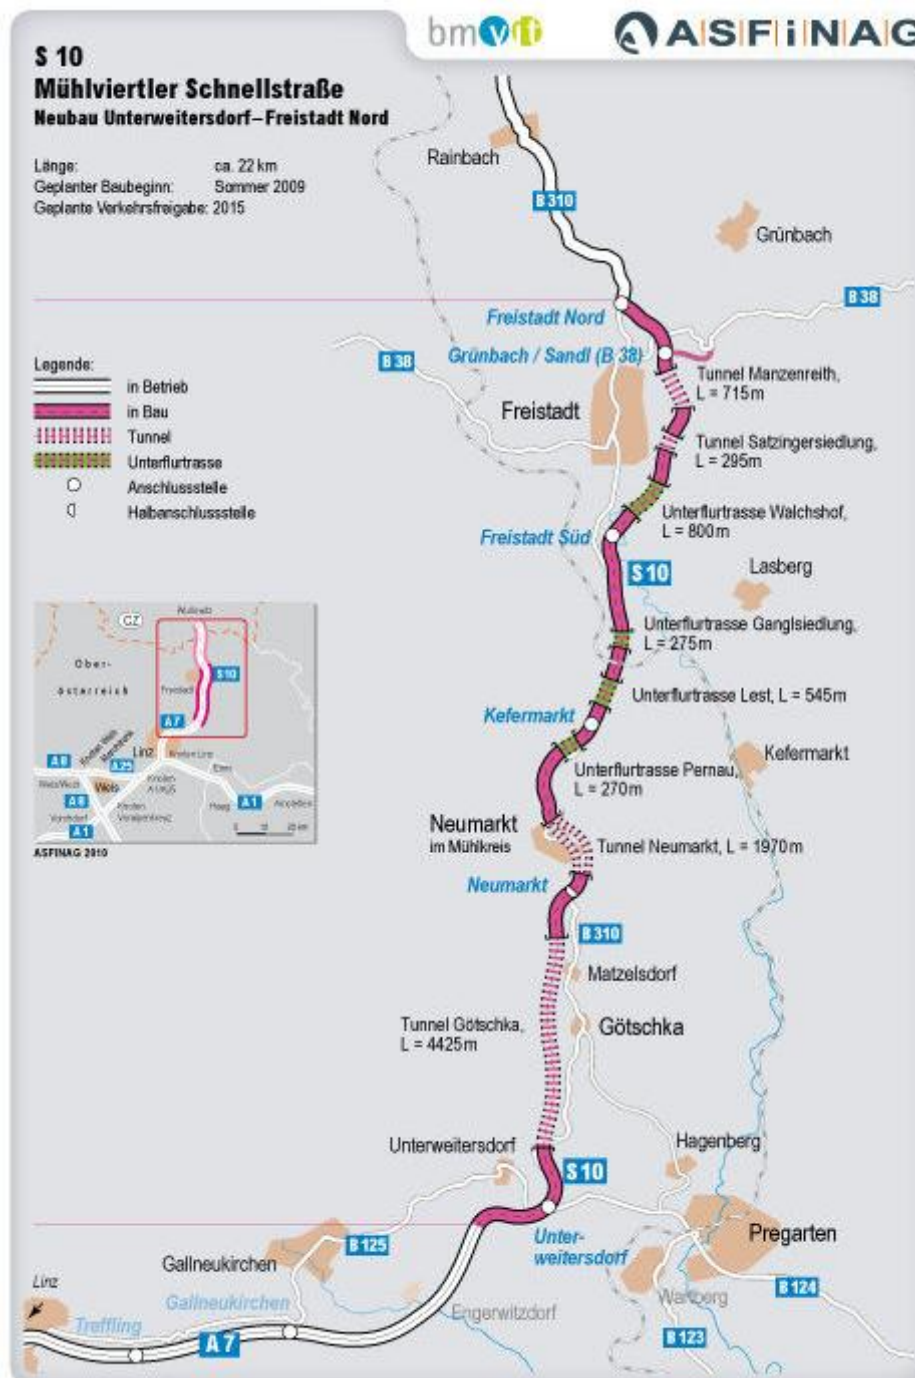 bmvit
ASFiNAG
S 10
Mühlviertler Schnellstraße
Neubau Unterweitersdorf–Freistadt Nord
Länge: ca. 22 km
Geplanter Baubeginn: Sommer 2009
Geplante Verkehrsfreigabe: 2015
Rainbach
B 310
Grünbach
B 38
Freistadt Nord
Grünbach / Sandl (B 38)
B 38
Legende:
in Betrieb
in Bau
Tunnel
Unterflurtrasse
Anschlussstelle
Halbanschlussstelle
Tunnel Manzenreith,
L = 715m
Freistadt
Tunnel Satzingersiedlung,
L = 295m
Unterflurtrasse Walchshof,
L = 800m
Freistadt Süd
S 10
Lasberg
Unterflurtrasse Ganglsiedlung,
L = 275m
Unterflurtrasse Lest, L = 545m
Kefermarkt
Kefermarkt
Unterflurtrasse Pernau,
L = 270m
Neumarkt
im Mühlkreis
Tunnel Neumarkt, L = 1970m
Neumarkt
B 310
Matzelsdorf
Götschka
Tunnel Götschka,
L = 4425m
Unterweitersdorf
Hagenberg
S 10
Unter-
weitersdorf
Pregarten
B 125
Gallneukirchen
B 124
Wartberg
Linz
Gallneukirchen
Engerwitzdorf
Treffling
A 7
B 123
CZ
Ober-
österreich
S 10
Freistadt
A 7
Linz
Knoten Linz
A 8
A 25
Wels
Haag
A 8
A 1
A 1
ASFINAG 2010